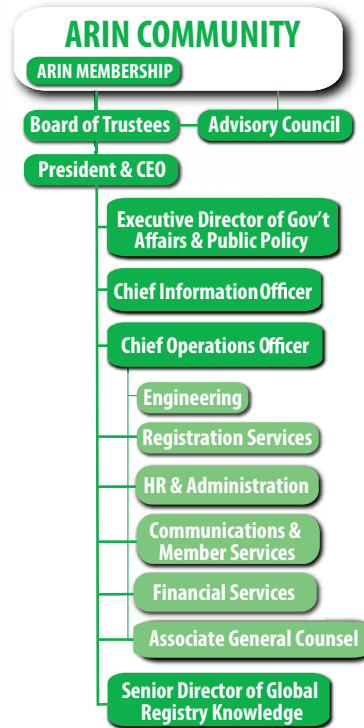 ARIN COMMUNITY
ARIN MEMBERSHIP
Board of Trustees
Advisory Council
President & CEO
Executive Director of Gov't
Affairs & Public Policy
Chief Information Officer
Chief Operations Officer
Engineering
Registration Services
HR & Administration
Communications &
Member Services
Financial Services
Associate General Counsel
Senior Director of Global
Registry Knowledge